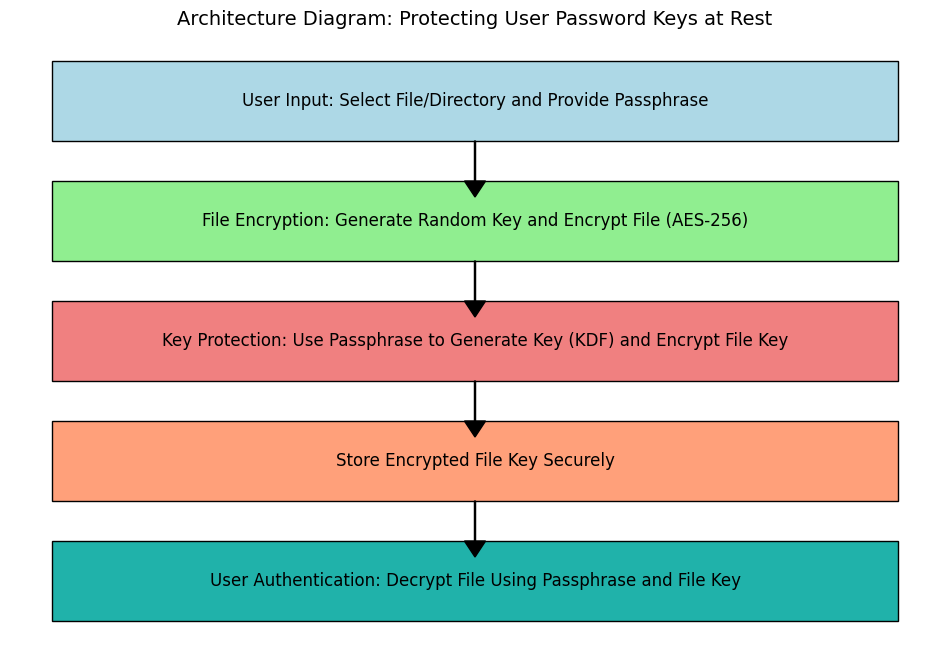 Architecture Diagram: Protecting User Password Keys at Rest
User Input: Select File/Directory and Provide Passphrase
File Encryption: Generate Random Key and Encrypt File (AES-256)
Key Protection: Use Passphrase to Generate Key (KDF) and Encrypt File Key
Store Encrypted File Key Securely
User Authentication: Decrypt File Using Passphrase and File Key